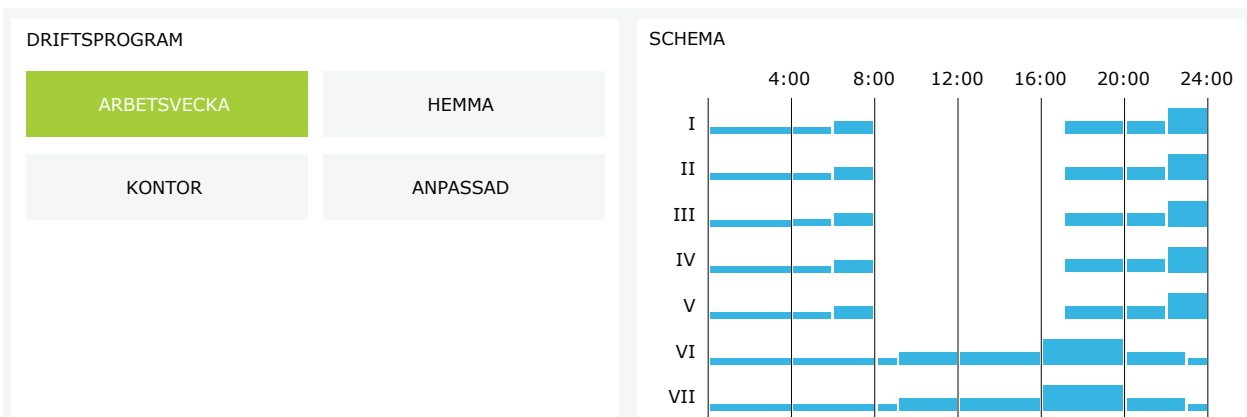 DRIFTSPROGRAM
ARBETSVECKA
HEMMA
KONTOR
ANPASSAD
SCHEMA
4:00 8:00 12:00 16:00 20:00 24:00
I
II
III
IV
V
VI
VII